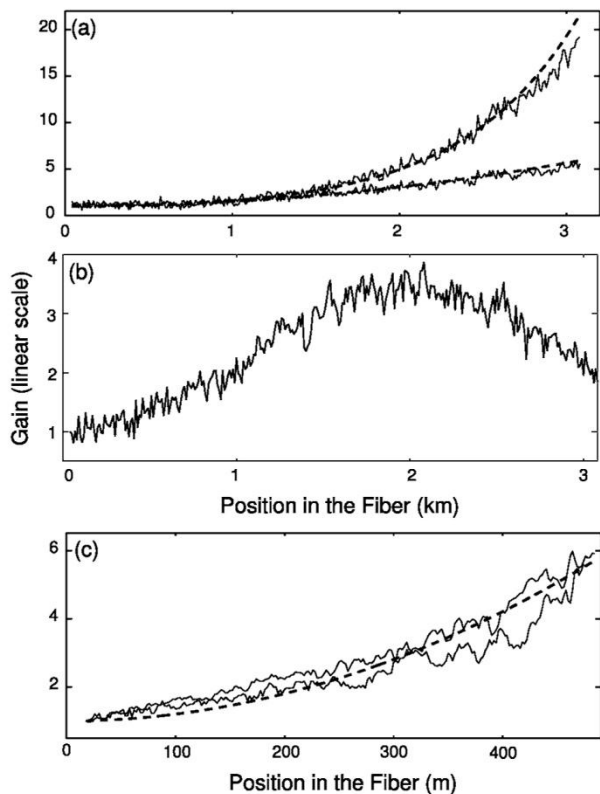 (a)
20
15
10
5
0
0 1 2 3
(b)
4
3
2
1
0 1 2 3
Gain (linear scale)
Position in the Fiber (km)
(c)
6
4
2
0 100 200 300 400
Position in the Fiber (m)